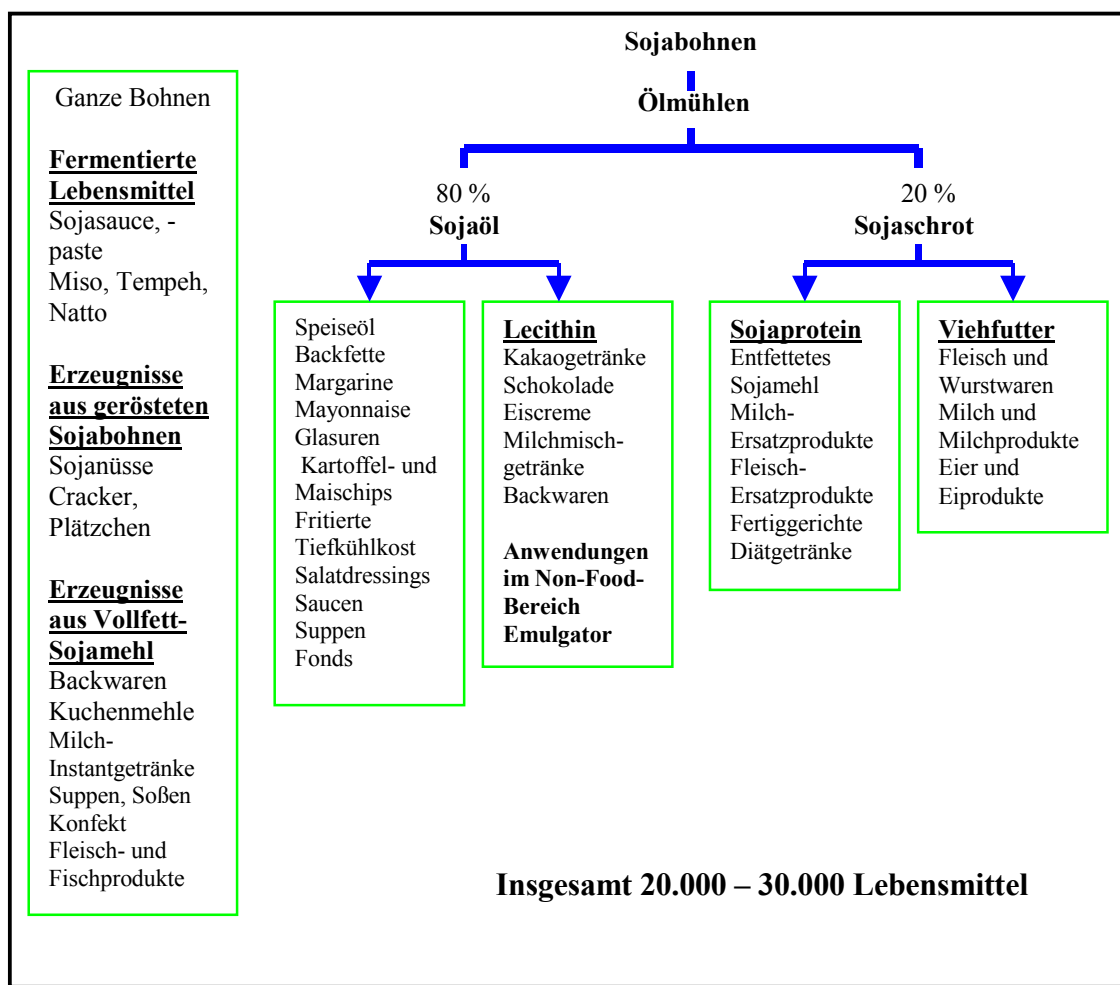 Sojabohnen
Ölmühlen
Ganze Bohnen
Fermentierte
Lebensmittel
Sojasauce, -
paste
Miso, Tempeh,
Natto
Erzeugnisse
aus gerösteten
Sojabohnen
Sojanüsse
Cracker,
Plätzchen
Erzeugnisse
aus Vollfett-
Sojamehl
Backwaren
Kuchenmehle
Milch-
Instantgetränke
Suppen, Soßen
Konfekt
Fleisch- und
Fischprodukte
80 %
Sojaöl
Speiseöl
Backfette
Margarine
Mayonnaise
Glasuren
Kartoffel- und
Maischips
Fritierte
Tiefkühlkost
Salatdressings
Saucen
Suppen
Fonds
Lecithin
Kakaogetränke
Schokolade
Eiscreme
Milchmisch-
getränke
Backwaren
Anwendungen
im Non-Food-
Bereich
Emulgator
20 %
Sojaschrot
Sojaprotein
Entfettetes
Sojamehl
Milch-
Ersatzprodukte
Fleisch-
Ersatzprodukte
Fertiggerichte
Diätgetränke
Viehfutter
Fleisch und
Wurstwaren
Milch und
Milchprodukte
Eier und
Eiprodukte
Insgesamt 20.000 – 30.000 Lebensmittel